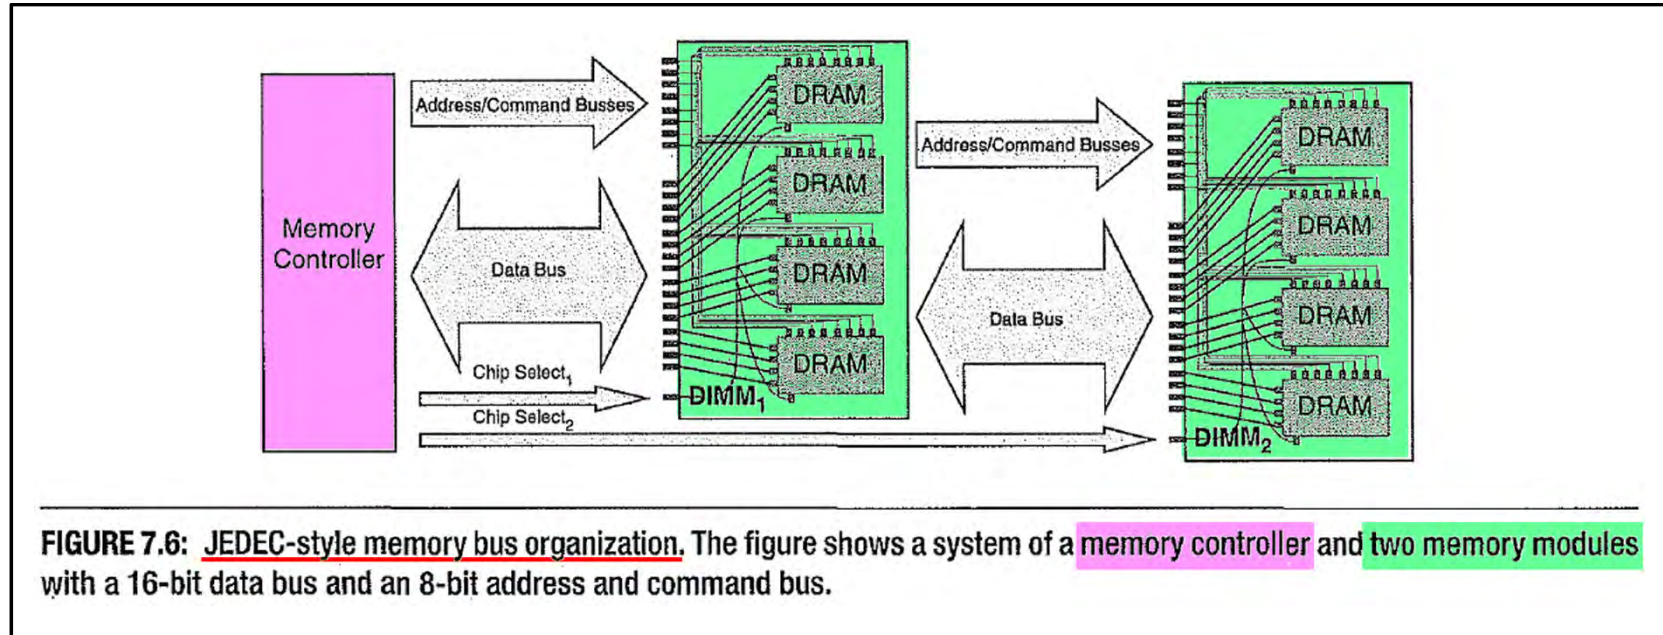 Memory
Controller
Address/Command Busses
Data Bus
Chip Select1
Chip Select2
DRAM
DRAM
DRAM
DRAM
DIMM1
Address/Command Busses
Data Bus
DRAM
DRAM
DRAM
DRAM
DIMM2
FIGURE 7.6: JEDEC-style memory bus organization. The figure shows a system of a memory controller and two memory modules
with a 16-bit data bus and an 8-bit address and command bus.